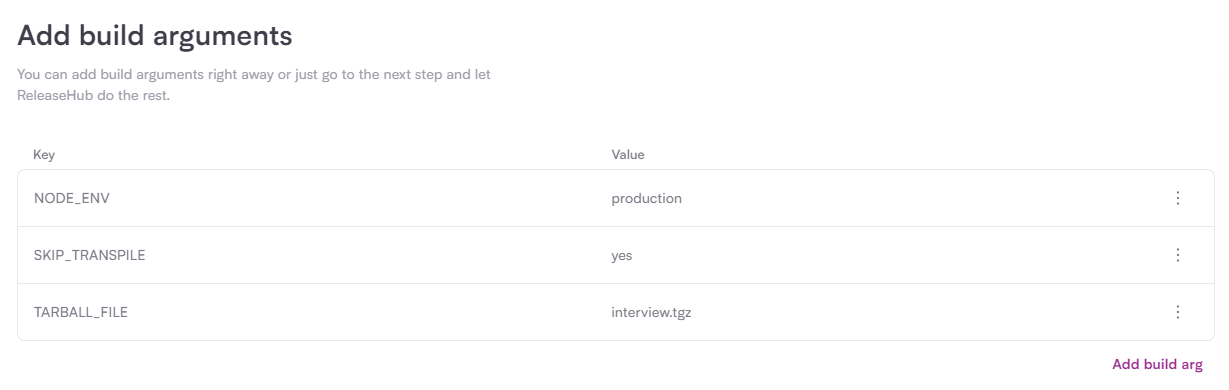 Add build arguments
You can add build arguments right away or just go to the next step and let
ReleaseHub do the rest.
Key Value
NODE_ENV production
SKIP_TRANSPILE yes
TARBALL_FILE interview.tgz
Add build arg